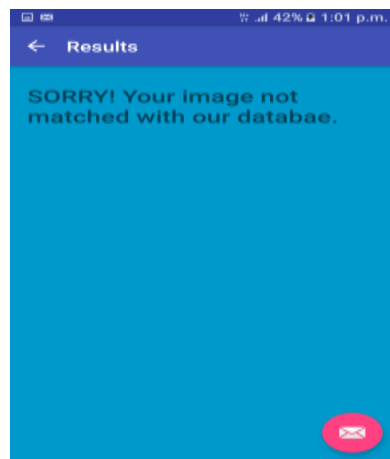 42% 1:01 p.m.
Results
SORRY! Your image not
matched with our databae.